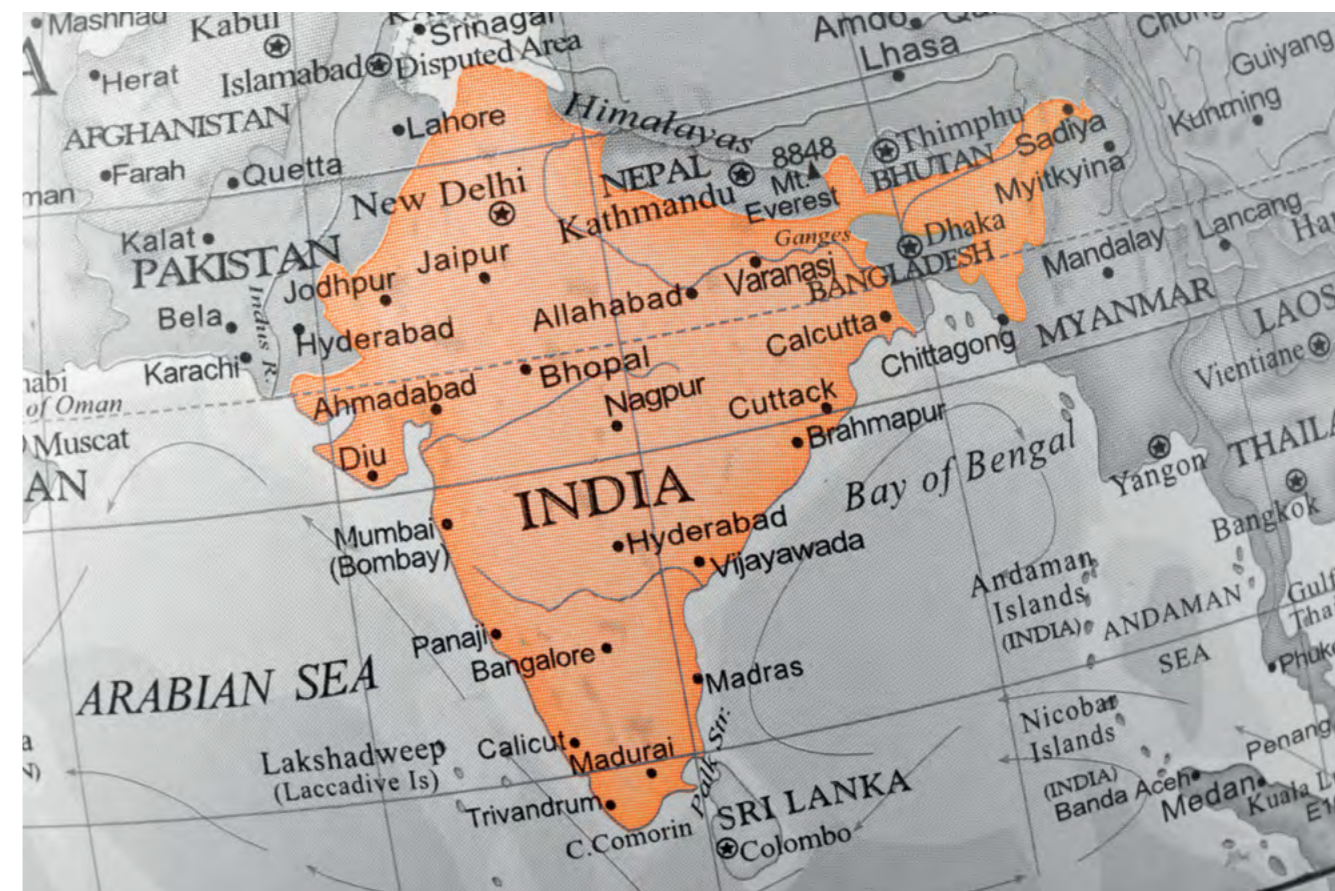 Mashhad
Kabul
Srinagar
Amdo
Herat
Islamabad
Disputed Area
Lhasa
Guiyang
AFGHANISTAN
Lahore
Himalayas
Thimphu
Sadiya
Kunming
Farah
Quetta
New Delhi
NEPAL
8848
Mt.
Everest
BHUTAN
Myitkyina
Kathmandu
Kalat
PAKISTAN
Jodhpur
Jaipur
Ganges
Dhaka
Lancang
Bela
Indus R.
Hyderabad
Allahabad
Varanasi
BANGLADESH
Mandalay
Karachi
Bhopal
Calcutta
Chittagong
MYANMAR
LAOS
Vientiane
of Oman
Muscat
Ahmadabad
Nagpur
Cuttack
Brahmapur
Diu
INDIA
Bay of Bengal
Yangon
Bangkok
Mumbai
(Bombay)
Hyderabad
Vijayawada
Andaman
Islands
(INDIA)
ANDAMAN
SEA
Panaji
Bangalore
Madras
ARABIAN SEA
Lakshadweep
(Laccadive Is)
Calicut
Madurai
Palk Str.
Nicobar
Islands
(INDIA)
Penang
Trivandrum
C.Comorin
SRI LANKA
Colombo
Banda Aceh
Medan